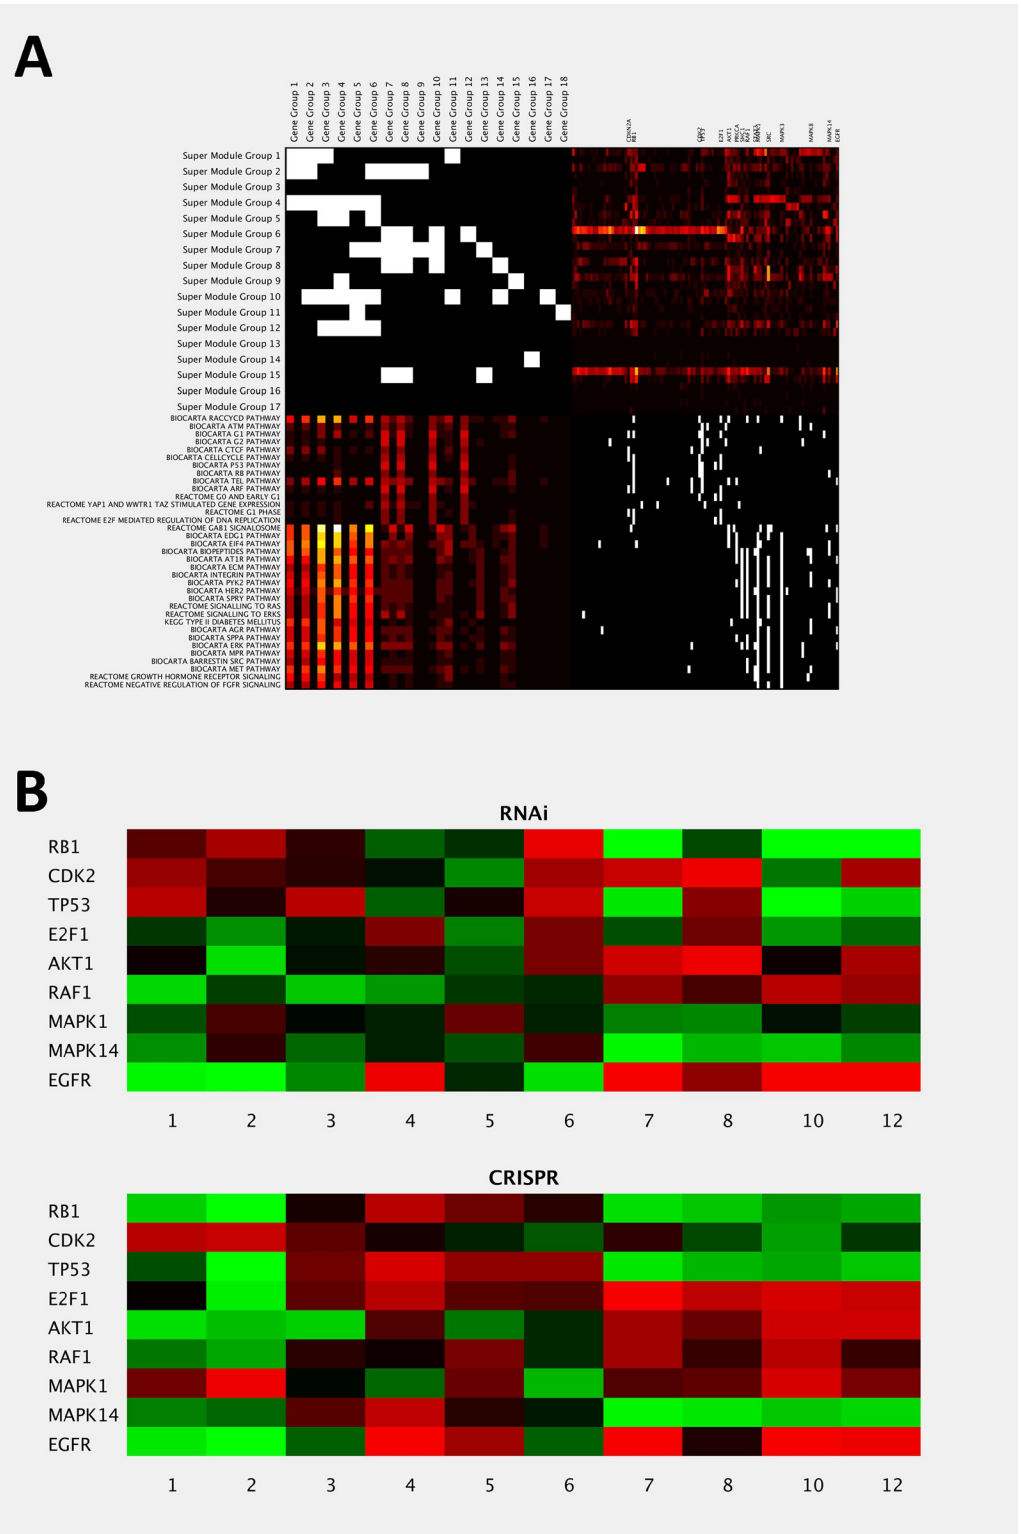 A
Gene Group 1
Gene Group 2
Gene Group 3
Gene Group 4
Gene Group 5
Gene Group 6
Gene Group 7
Gene Group 8
Gene Group 9
Gene Group 10
Gene Group 11
Gene Group 12
Gene Group 13
Gene Group 14
Gene Group 15
Gene Group 16
Gene Group 17
Gene Group 18
CDKN2A
RB1
CDK2
TP53
E2F1
AKT1
PRKCA
RAF1
MAPK1
SRC
MAPK3
MAPK8
MAPK14
EGFR
Super Module Group 1
Super Module Group 2
Super Module Group 3
Super Module Group 4
Super Module Group 5
Super Module Group 6
Super Module Group 7
Super Module Group 8
Super Module Group 9
Super Module Group 10
Super Module Group 11
Super Module Group 12
Super Module Group 13
Super Module Group 14
Super Module Group 15
Super Module Group 16
Super Module Group 17
BIOCARTA RACCYCD PATHWAY
BIOCARTA ATM PATHWAY
BIOCARTA G1 PATHWAY
BIOCARTA G2 PATHWAY
BIOCARTA CTCF PATHWAY
BIOCARTA CELLCYCLE PATHWAY
BIOCARTA P53 PATHWAY
BIOCARTA RB PATHWAY
BIOCARTA TEL PATHWAY
BIOCARTA ARF PATHWAY
REACTOME G0 AND EARLY G1
REACTOME YAP1 AND WWTR1 TAZ STIMULATED GENE EXPRESSION
REACTOME G1 PHASE
REACTOME E2F MEDIATED REGULATION OF DNA REPLICATION
REACTOME GAB1 SIGNALOSOME
BIOCARTA EDG1 PATHWAY
BIOCARTA EIF4 PATHWAY
BIOCARTA BIOPEPTIDES PATHWAY
BIOCARTA AT1R PATHWAY
BIOCARTA ECM PATHWAY
BIOCARTA INTEGRIN PATHWAY
BIOCARTA PYK2 PATHWAY
BIOCARTA HER2 PATHWAY
BIOCARTA SPRY PATHWAY
REACTOME SIGNALLING TO RAS
REACTOME SIGNALLING TO ERKS
KEGG TYPE II DIABETES MELLITUS
BIOCARTA AGR PATHWAY
BIOCARTA SPPA PATHWAY
BIOCARTA ERK PATHWAY
BIOCARTA MPR PATHWAY
BIOCARTA BARRESTIN SRC PATHWAY
BIOCARTA MET PATHWAY
REACTOME GROWTH HORMONE RECEPTOR SIGNALING
REACTOME NEGATIVE REGULATION OF FGFR SIGNALING
B
RNAi
RB1
CDK2
TP53
E2F1
AKT1
RAF1
MAPK1
MAPK14
EGFR
1 2 3 4 5 6 7 8 10 12
CRISPR
RB1
CDK2
TP53
E2F1
AKT1
RAF1
MAPK1
MAPK14
EGFR
1 2 3 4 5 6 7 8 10 12